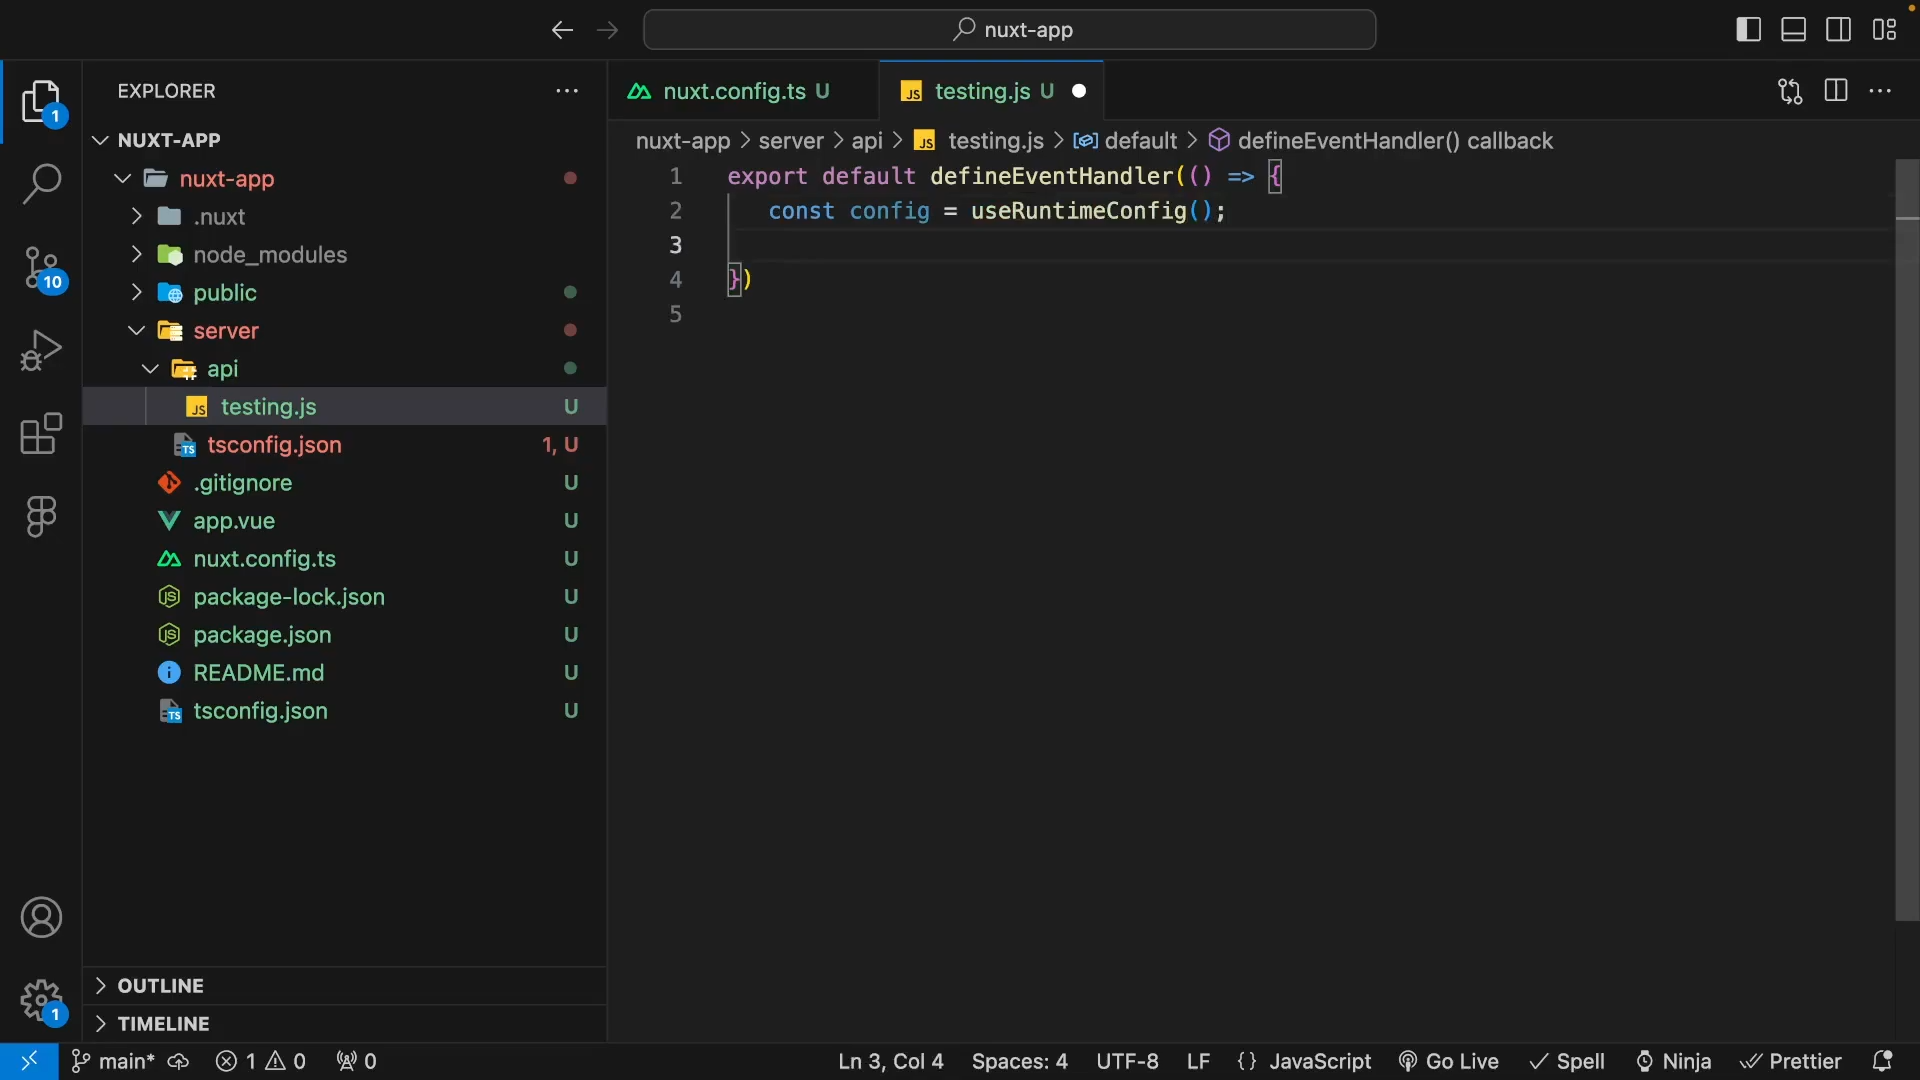 nuxt-app
EXPLORER
NUXT-APP
nuxt-app
.nuxt
node_modules
public
server
api
testing.js U
tsconfig.json 1, U
.gitignore U
app.vue U
nuxt.config.ts U
package-lock.json U
package.json U
README.md U
tsconfig.json U
OUTLINE
TIMELINE
1
10
1
nuxt.config.ts U
testing.js U
nuxt-app > server > api > JS testing.js > default > defineEventHandler() callback
1 export default defineEventHandler(() => {
2 const config = useRuntimeConfig();
3
4 })
5
main* 1 0 0
Ln 3, Col 4 Spaces: 4 UTF-8 LF {} JavaScript Go Live Spell Ninja Prettier